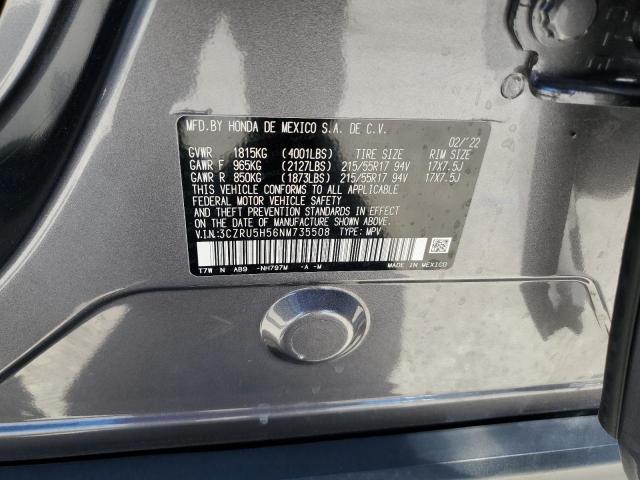 MFD.BY HONDA DE MEXICO S.A. DE C.V.
02/'22
GVWR 1815KG (4001LBS) TIRE SIZE RIM SIZE
GAWR F 965KG (2127LBS) 215/55R17 94V 17X7.5J
GAWR R 850KG (1873LBS) 215/55R17 94V 17X7.5J
THIS VEHICLE CONFORMS TO ALL APPLICABLE
FEDERAL MOTOR VEHICLE SAFETY
AND THEFT PREVENTION STANDARDS IN EFFECT
ON THE DATE OF MANUFACTURE SHOWN ABOVE.
V.I.N:3CZRU5H56NM735508 TYPE: MPV
T7W N AB9 -NH797M -A -M MADE IN MEXICO